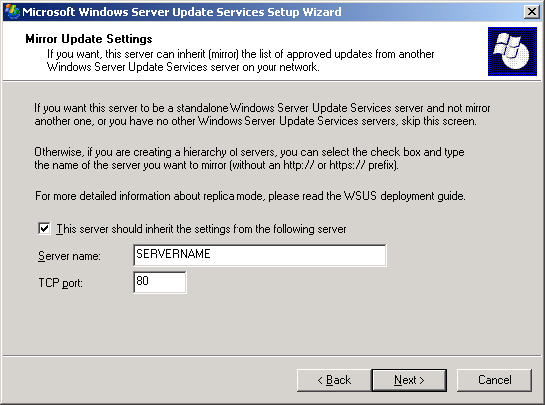 Microsoft Windows Server Update Services Setup Wizard
Mirror Update Settings
If you want, this server can inherit (mirror) the list of approved updates from another
Windows Server Update Services server on your network.
If you want this server to be a standalone Windows Server Update Services server and not mirror
another one, or you have no other Windows Server Update Services servers, skip this screen.
Otherwise, if you are creating a hierarchy of servers, you can select the check box and type
the name of the server you want to mirror (without an http:// or https:// prefix).
For more detailed information about replica mode, please read the WSUS deployment guide.
This server should inherit the settings from the following server
Server name:
SERVERNAME
TCP port:
80
< Back
Next >
Cancel